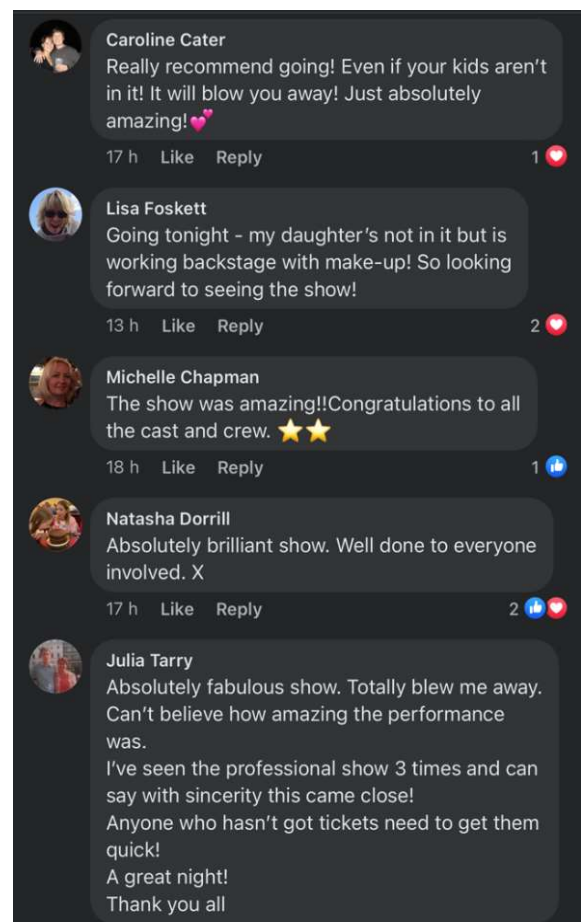 Caroline Cater
Really recommend going! Even if your kids aren't
in it! It will blow you away! Just absolutely
amazing!💕
17 h Like Reply 1
Lisa Foskett
Going tonight - my daughter's not in it but is
working backstage with make-up! So looking
forward to seeing the show!
13 h Like Reply 2
Michelle Chapman
The show was amazing!!Congratulations to all
the cast and crew. ⭐⭐
18 h Like Reply 1
Natasha Dorrill
Absolutely brilliant show. Well done to everyone
involved. X
17 h Like Reply 2
Julia Tarry
Absolutely fabulous show. Totally blew me away.
Can't believe how amazing the performance
was.
I've seen the professional show 3 times and can
say with sincerity this came close!
Anyone who hasn't got tickets need to get them
quick!
A great night!
Thank you all